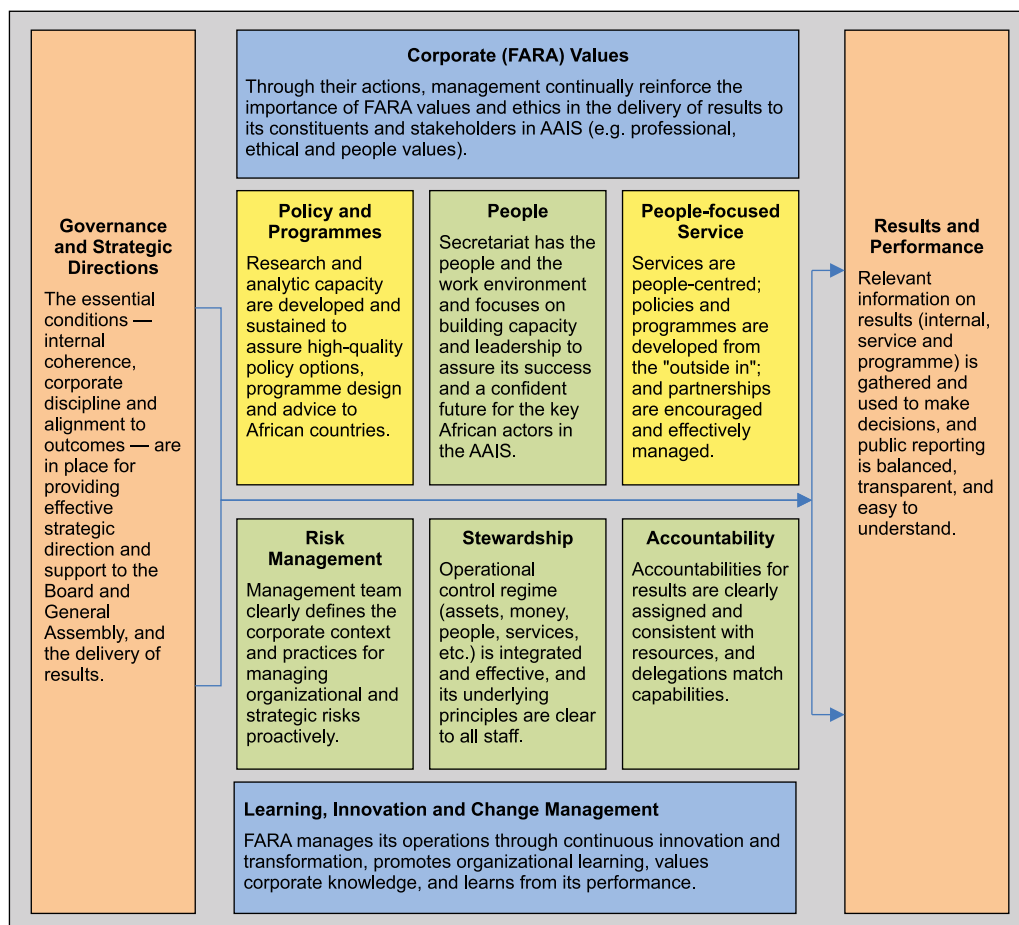 Corporate (FARA) Values
Through their actions, management continually reinforce the
importance of FARA values and ethics in the delivery of results to
its constituents and stakeholders in AAIS (e.g. professional,
ethical and people values).
Governance
and Strategic
Directions
The essential
conditions —
internal
coherence,
corporate
discipline and
alignment to
outcomes — are
in place for
providing
effective
strategic
direction and
support to the
Board and
General
Assembly, and
the delivery of
results.
Policy and
Programmes
Research and
analytic capacity
are developed and
sustained to
assure high-quality
policy options,
programme design
and advice to
African countries.
People
Secretariat has the
people and the
work environment
and focuses on
building capacity
and leadership to
assure its success
and a confident
future for the key
African actors in
the AAIS.
People-focused
Service
Services are
people-centred;
policies and
programmes are
developed from
the "outside in";
and partnerships
are encouraged
and effectively
managed.
Risk
Management
Management team
clearly defines the
corporate context
and practices for
managing
organizational and
strategic risks
proactively.
Stewardship
Operational
control regime
(assets, money,
people, services,
etc.) is integrated
and effective, and
its underlying
principles are clear
to all staff.
Accountability
Accountabilities for
results are clearly
assigned and
consistent with
resources, and
delegations match
capabilities.
Results and
Performance
Relevant
information on
results (internal,
service and
programme) is
gathered and
used to make
decisions, and
public reporting
is balanced,
transparent, and
easy to
understand.
Learning, Innovation and Change Management
FARA manages its operations through continuous innovation and
transformation, promotes organizational learning, values
corporate knowledge, and learns from its performance.